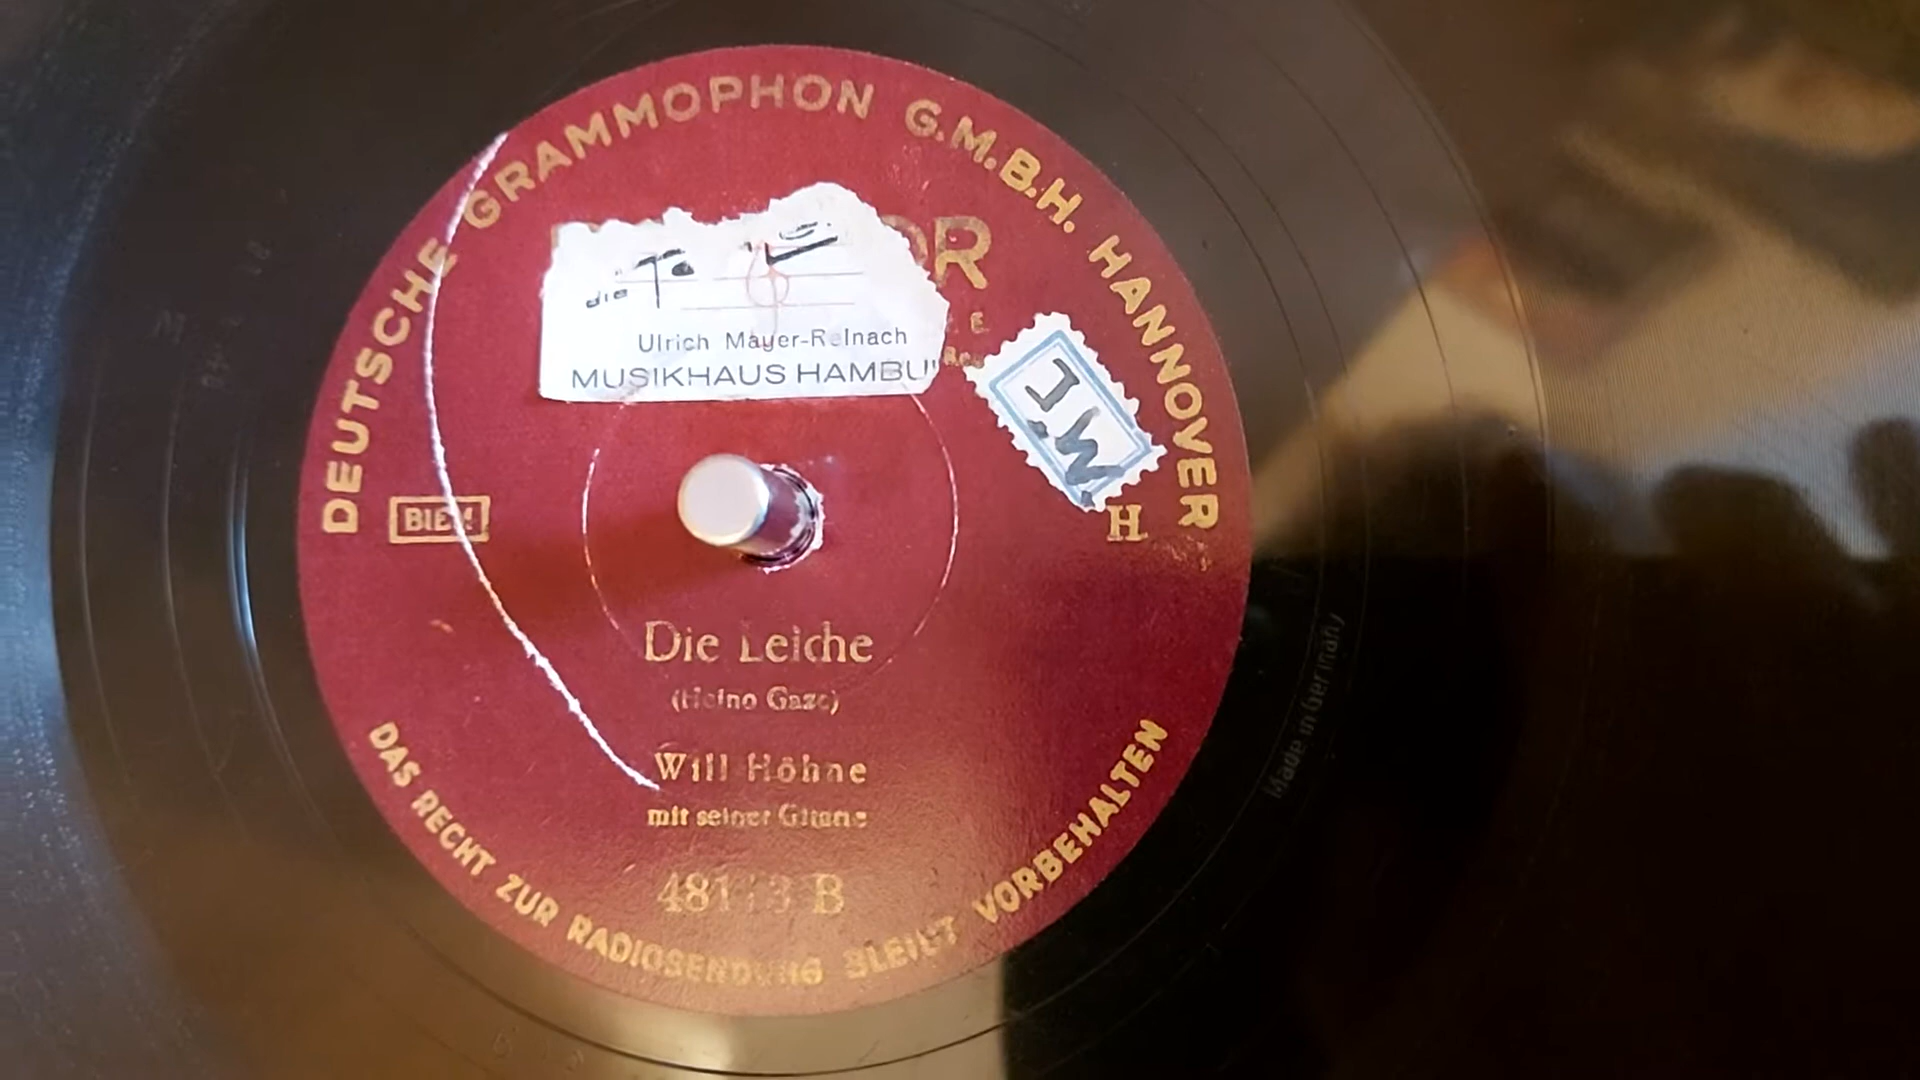 DEUTSCHE GRAMMOPHON G.M.B.H. HANNOVER
die
Ulrich Mayer-Reinach
MUSIKHAUS HAMBU
J.W.
BIEM
H
Die Leiche
(Heino Gaze)
Will Höhne
mit seiner Gitarre
B
DAS RECHT ZUR RADIOSENDUNG BLEIBT VORBEHALTEN
Made in Germany